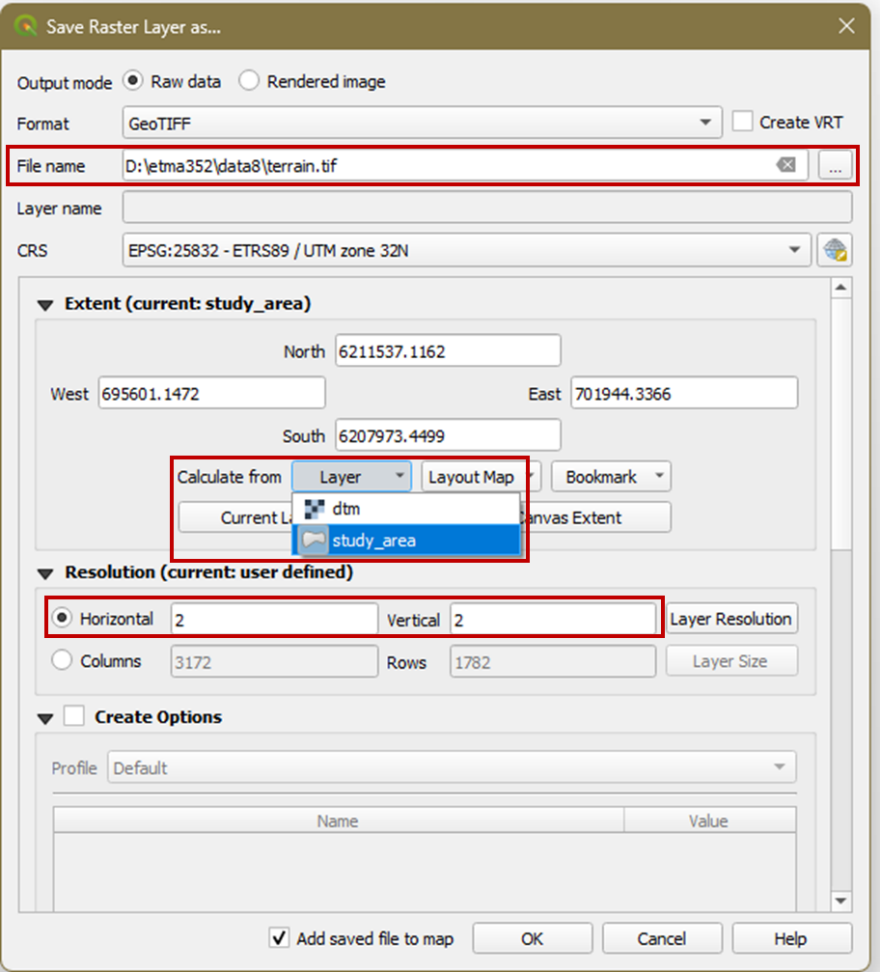 Save Raster Layer as...
Output mode Raw data Rendered image
Format GeoTIFF Create VRT
File name D:\etma352\data8\terrain.tif ...
Layer name
CRS EPSG:25832 - ETRS89 / UTM zone 32N
Extent (current: study_area)
North 6211537.1162
West 695601.1472 East 701944.3366
South 6207973.4499
Calculate from Layer Layout Map Bookmark
dtm
Current La anvas Extent
study_area
Resolution (current: user defined)
Horizontal 2 Vertical 2 Layer Resolution
Columns 3172 Rows 1782 Layer Size
Create Options
Profile Default
Name Value
Add saved file to map OK Cancel Help